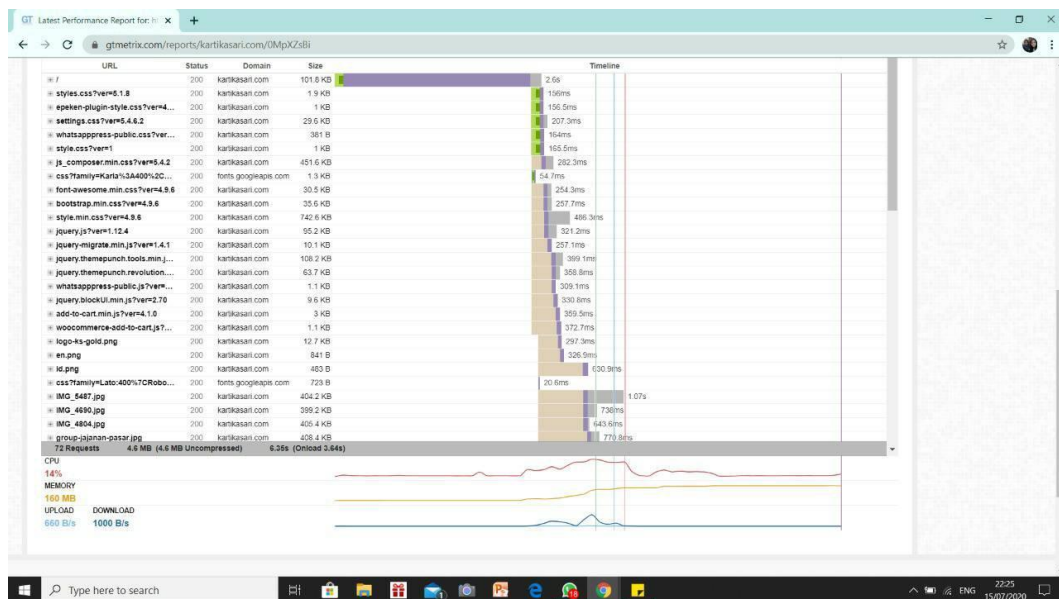 GT Latest Performance Report for: h
gtmetrix.com/reports/kartikasari.com/0MpXZsBi
URL Status Domain Size Timeline
/ 200 kartikasari.com 101.8 KB 2.6s
styles.css?ver=5.1.8 200 kartikasari.com 1.9 KB 156ms
epeken-plugin-style.css?ver=4... 200 kartikasari.com 1 KB 156.5ms
settings.css?ver=5.4.6.2 200 kartikasari.com 29.6 KB 207.3ms
whatsapppress-public.css?ver... 200 kartikasari.com 381 B 164ms
style.css?ver=1 200 kartikasari.com 1 KB 165.5ms
js_composer.min.css?ver=5.4.2 200 kartikasari.com 451.6 KB 282.3ms
css?family=Karla%3A400%2C... 200 fonts.googleapis.com 1.3 KB 54.7ms
font-awesome.min.css?ver=4.9.6 200 kartikasari.com 30.5 KB 254.3ms
bootstrap.min.css?ver=4.9.6 200 kartikasari.com 35.6 KB 257.7ms
style.min.css?ver=4.9.6 200 kartikasari.com 742.6 KB 486.3ms
jquery.js?ver=1.12.4 200 kartikasari.com 95.2 KB 321.2ms
jquery-migrate.min.js?ver=1.4.1 200 kartikasari.com 10.1 KB 257.1ms
jquery.themepunch.tools.min.j... 200 kartikasari.com 108.2 KB 399.1ms
jquery.themepunch.revolution.... 200 kartikasari.com 63.7 KB 358.8ms
whatsapppress-public.js?ver=... 200 kartikasari.com 1.1 KB 309.1ms
jquery.blockUI.min.js?ver=2.70 200 kartikasari.com 9.6 KB 330.8ms
add-to-cart.min.js?ver=4.1.0 200 kartikasari.com 3 KB 359.5ms
woocommerce-add-to-cart.js?... 200 kartikasari.com 1.1 KB 372.7ms
logo-ks-gold.png 200 kartikasari.com 12.7 KB 297.3ms
en.png 200 kartikasari.com 841 B 326.9ms
id.png 200 kartikasari.com 483 B 630.9ms
css?family=Lato:400%7CRobo... 200 fonts.googleapis.com 723 B 20.6ms
IMG_5487.jpg 200 kartikasari.com 404.2 KB 1.07s
IMG_4690.jpg 200 kartikasari.com 399.2 KB 738ms
IMG_4804.jpg 200 kartikasari.com 405.4 KB 643.6ms
group-jajanan-pasar.jpg 200 kartikasari.com 408.4 KB 770.8ms
72 Requests 4.6 MB (4.6 MB Uncompressed) 6.35s (Onload 3.64s)
CPU
14%
MEMORY
160 MB
UPLOAD DOWNLOAD
660 B/s 1000 B/s
Type here to search
ENG
22:25
15/07/2020